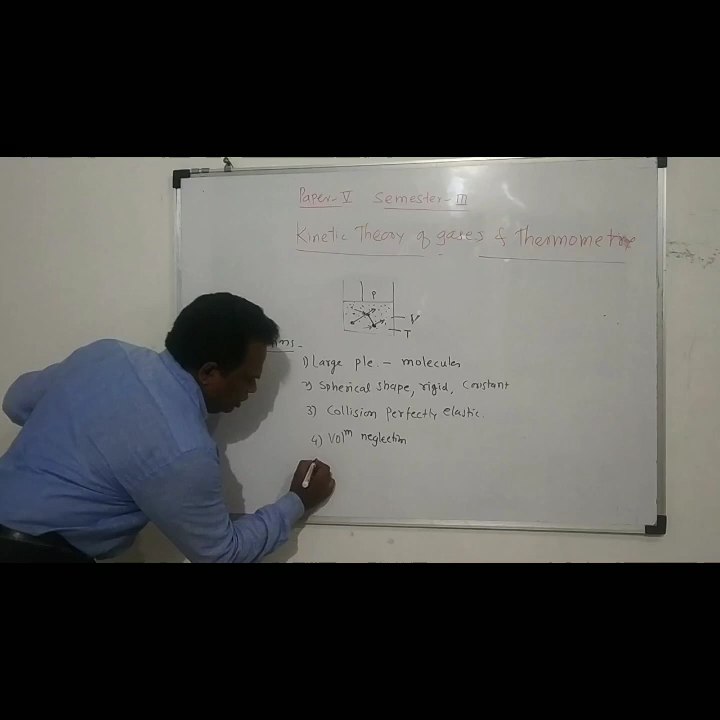 Paper-V Semester-III
Kinetic Theory of gases & Thermometry
P
V
T
1) Large ple. - molecules
2) Spherical shape, rigid, constant
3) Collision perfectly elastic.
4) Volm neglection